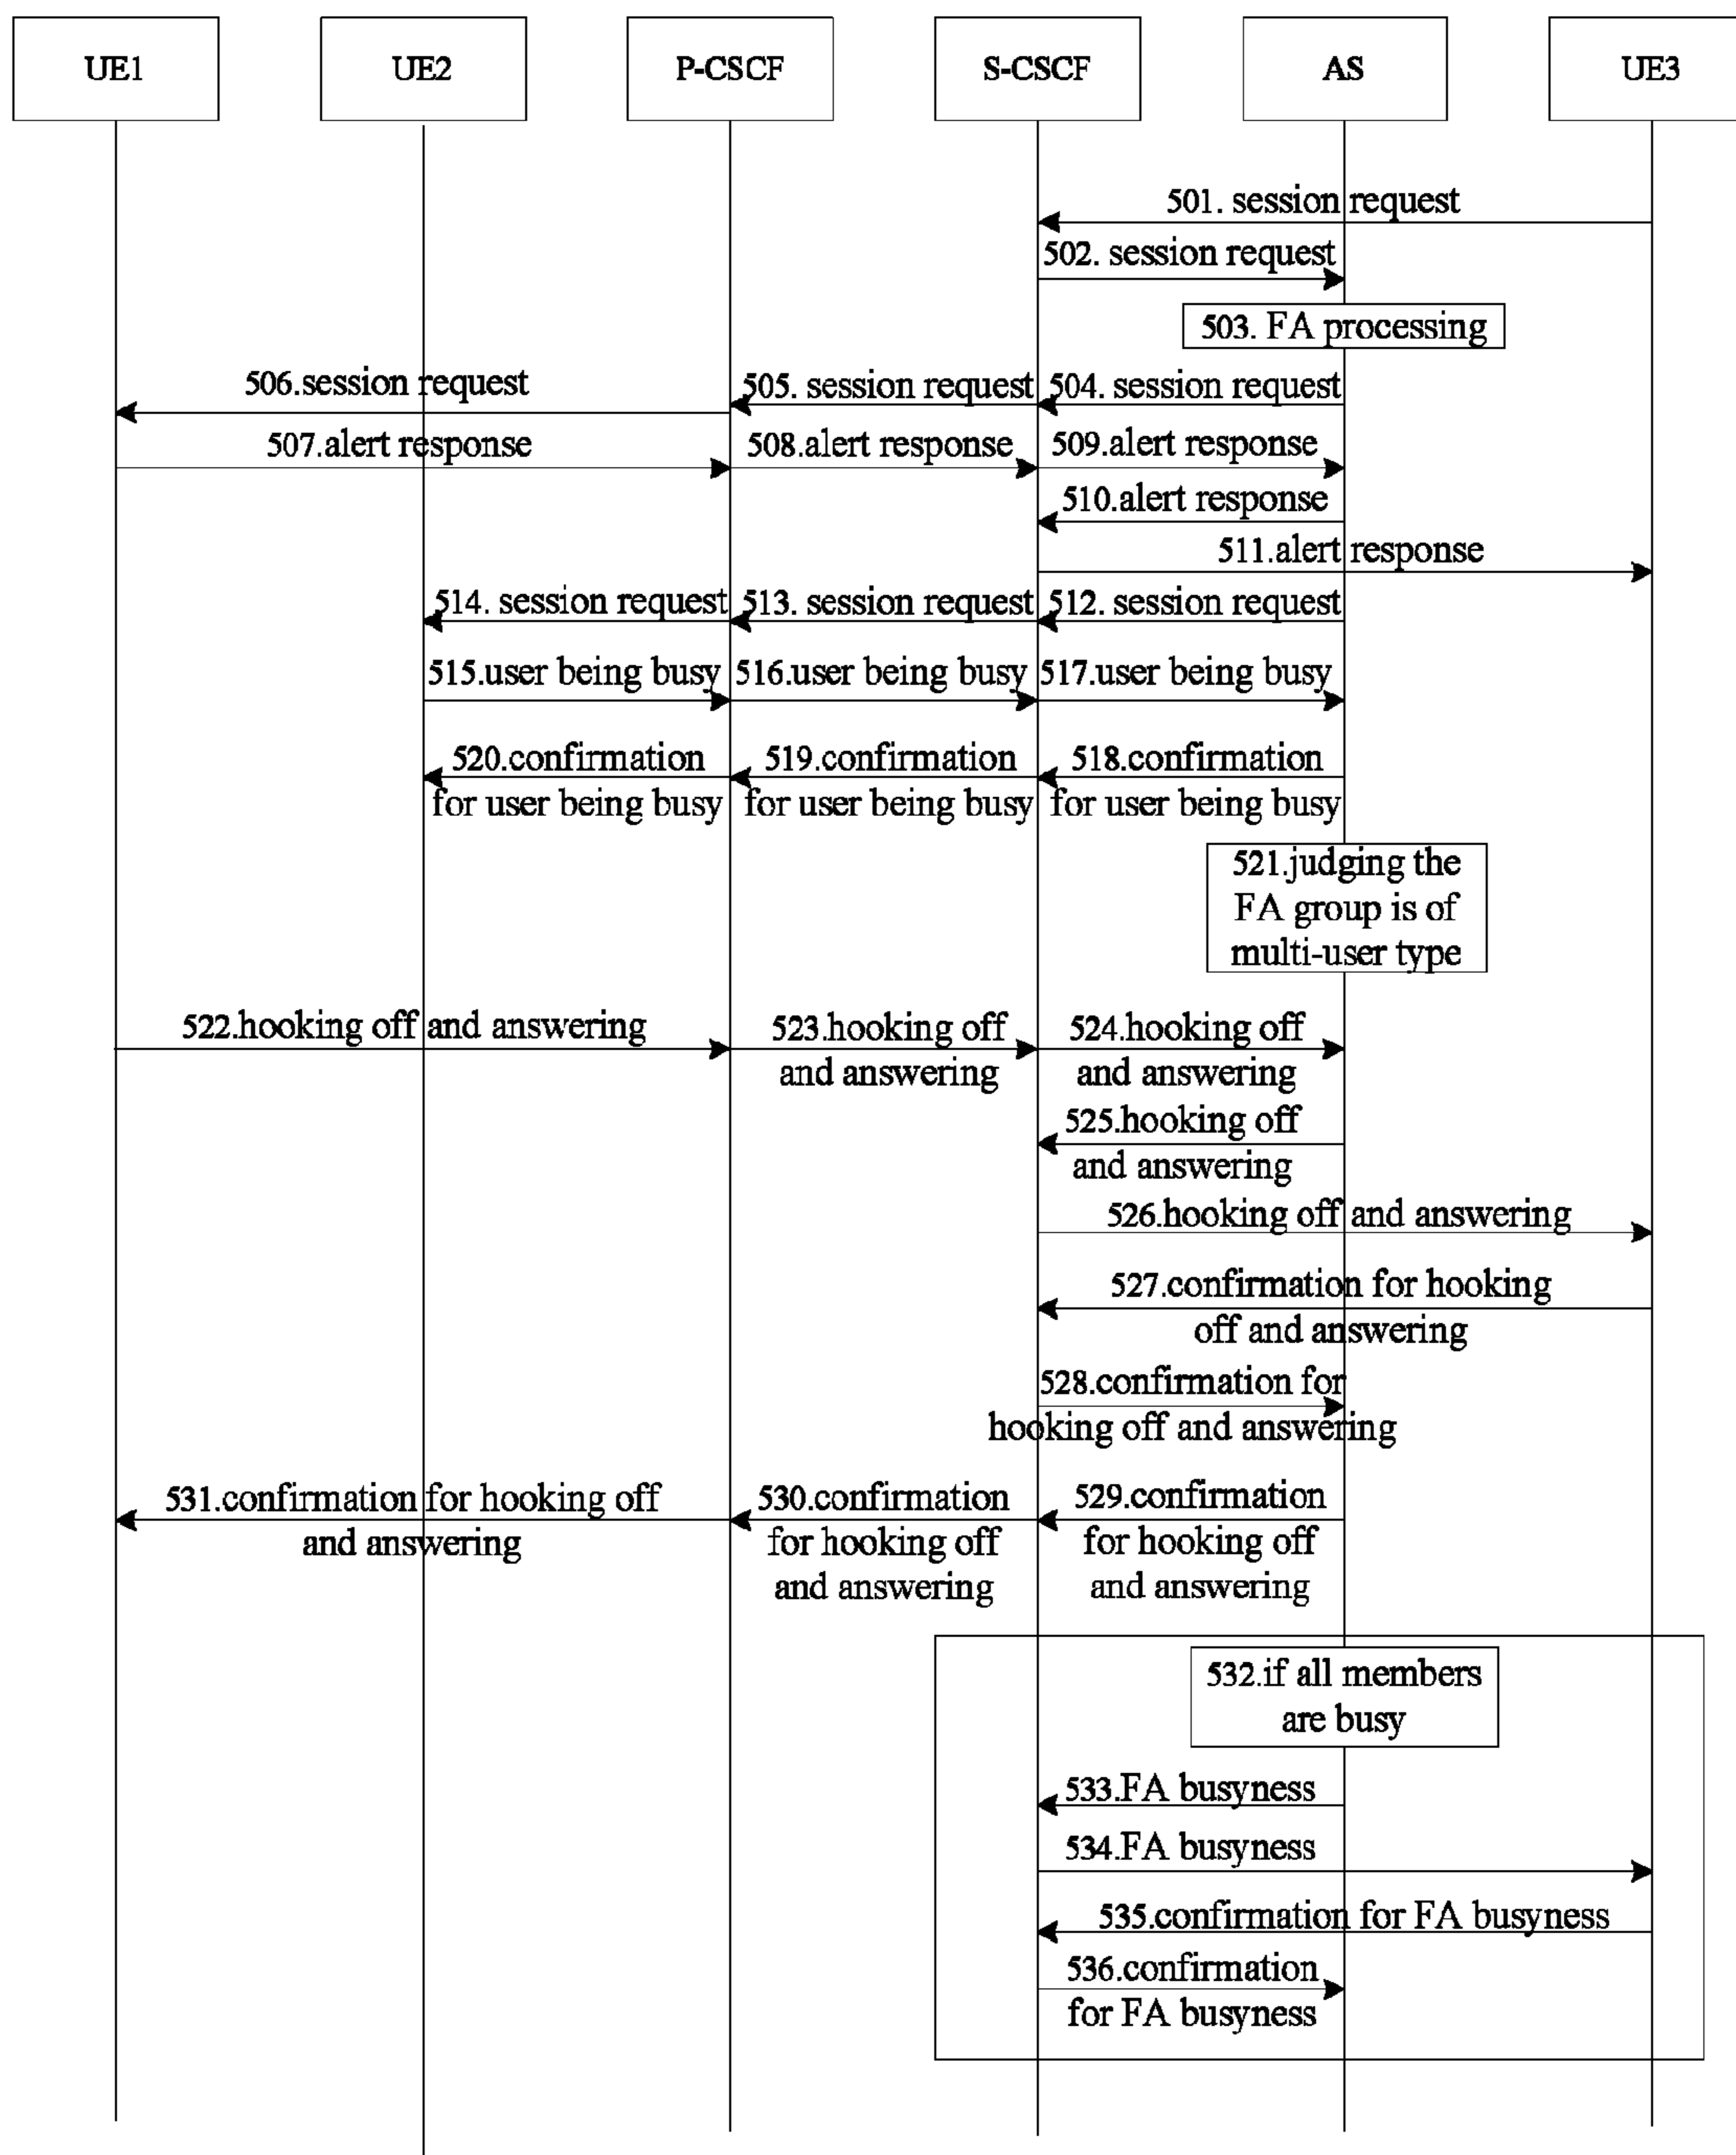 UE1
UE2
P-CSCF
S-CSCF
AS
UE3
501. session request
502. session request
503. FA processing
506.session request
505. session request
504. session request
507.alert response
508.alert response
509.alert response
510.alert response
511.alert response
514. session request
513. session request
512. session request
515.user being busy
516.user being busy
517.user being busy
520.confirmation
for user being busy
519.confirmation
for user being busy
518.confirmation
for user being busy
521.judging the
FA group is of
multi-user type
522.hooking off and answering
523.hooking off
and answering
524.hooking off
and answering
525.hooking off
and answering
526.hooking off and answering
527.confirmation for hooking
off and answering
528.confirmation for
hooking off and answering
531.confirmation for hooking off
and answering
530.confirmation
for hooking off
and answering
529.confirmation
for hooking off
and answering
532.if all members
are busy
533.FA busyness
534.FA busyness
535.confirmation for FA busyness
536.confirmation
for FA busyness